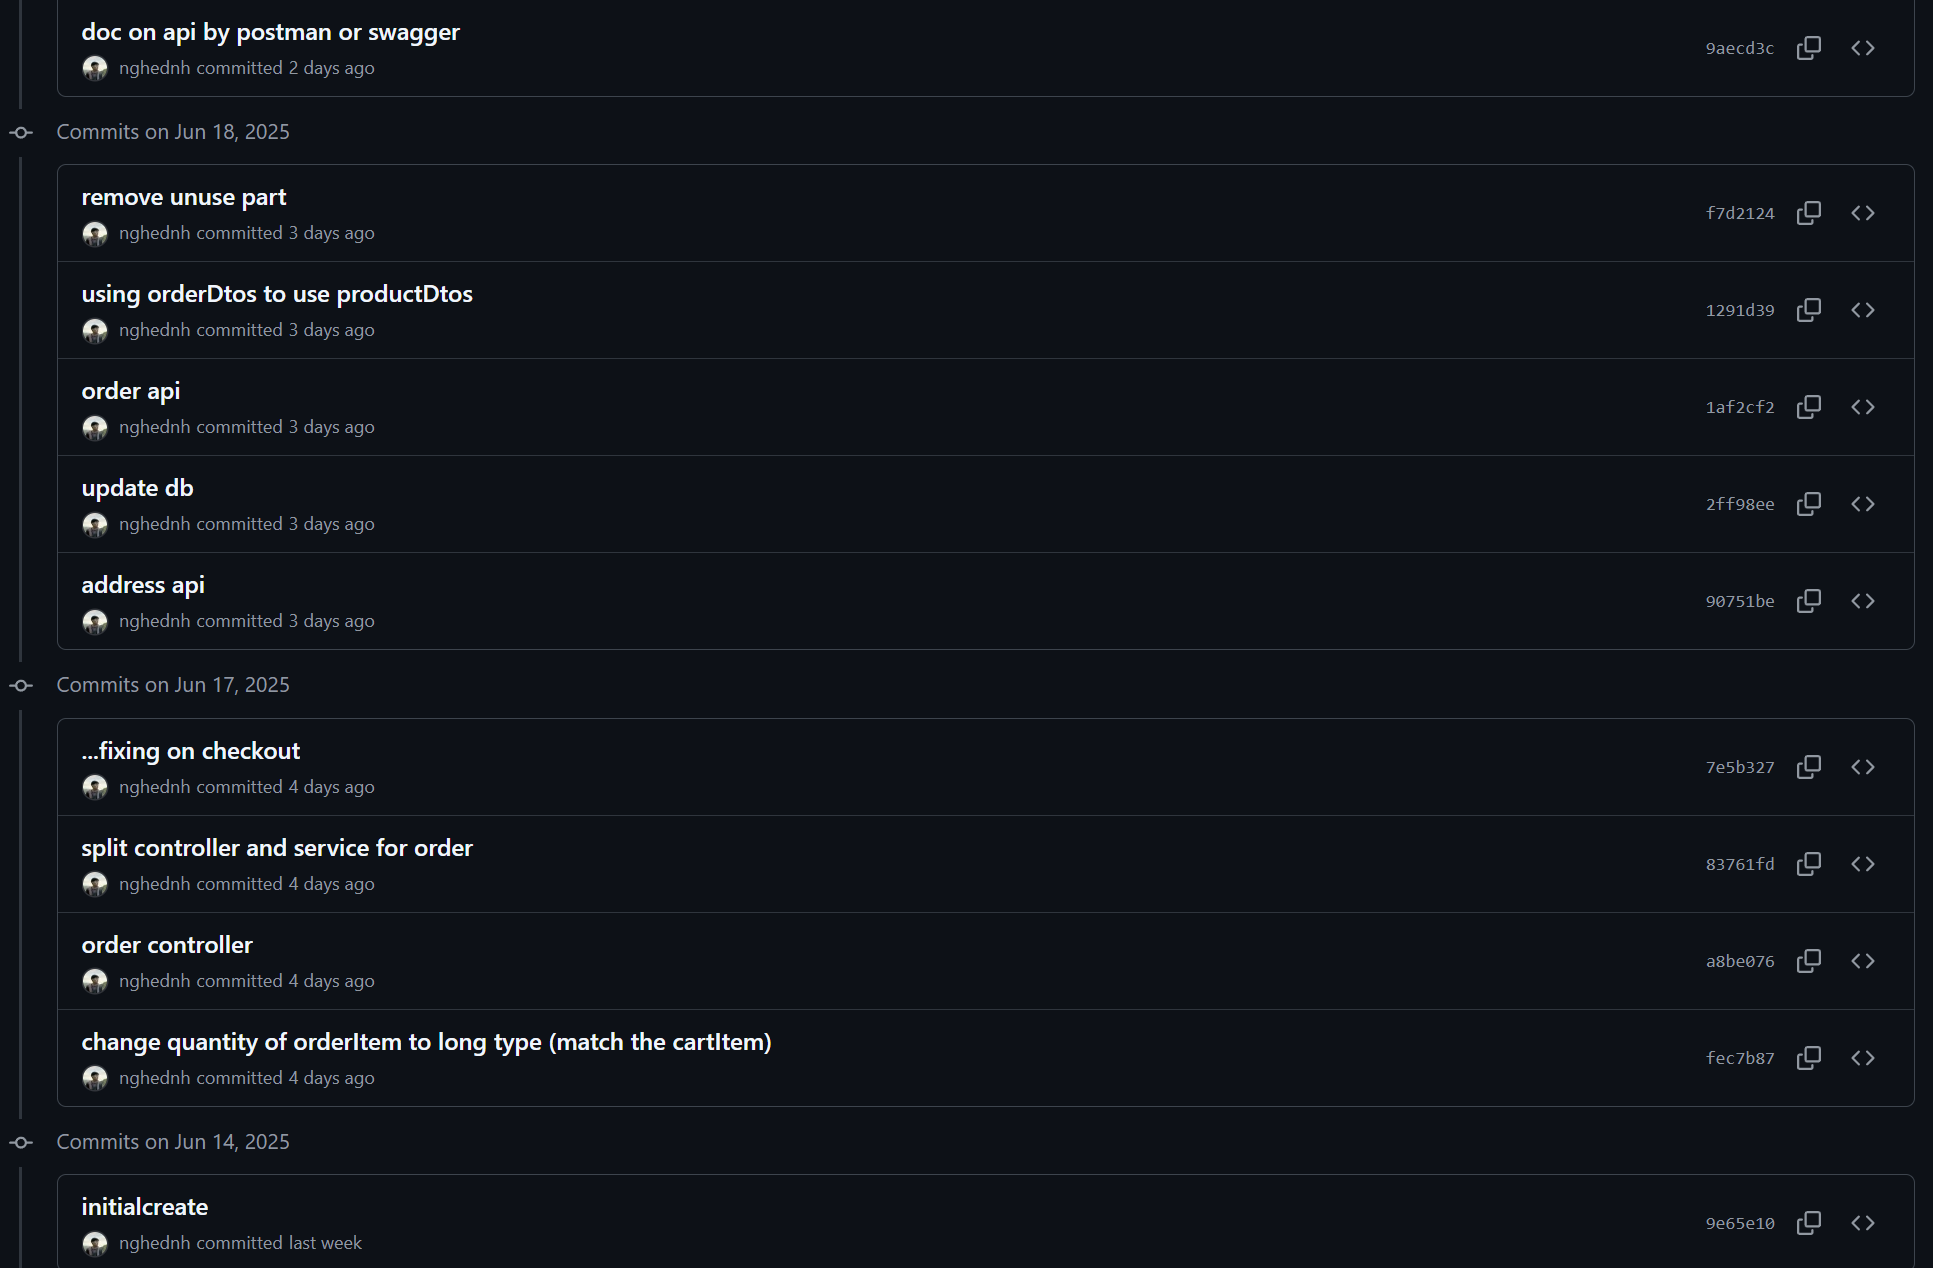 doc on api by postman or swagger
9aecd3c
nghednh committed 2 days ago
Commits on Jun 18, 2025
remove unuse part
f7d2124
nghednh committed 3 days ago
using orderDtos to use productDtos
1291d39
nghednh committed 3 days ago
order api
1af2cf2
nghednh committed 3 days ago
update db
2ff98ee
nghednh committed 3 days ago
address api
90751be
nghednh committed 3 days ago
Commits on Jun 17, 2025
...fixing on checkout
7e5b327
nghednh committed 4 days ago
split controller and service for order
83761fd
nghednh committed 4 days ago
order controller
a8be076
nghednh committed 4 days ago
change quantity of orderItem to long type (match the cartItem)
fec7b87
nghednh committed 4 days ago
Commits on Jun 14, 2025
initialcreate
9e65e10
nghednh committed last week